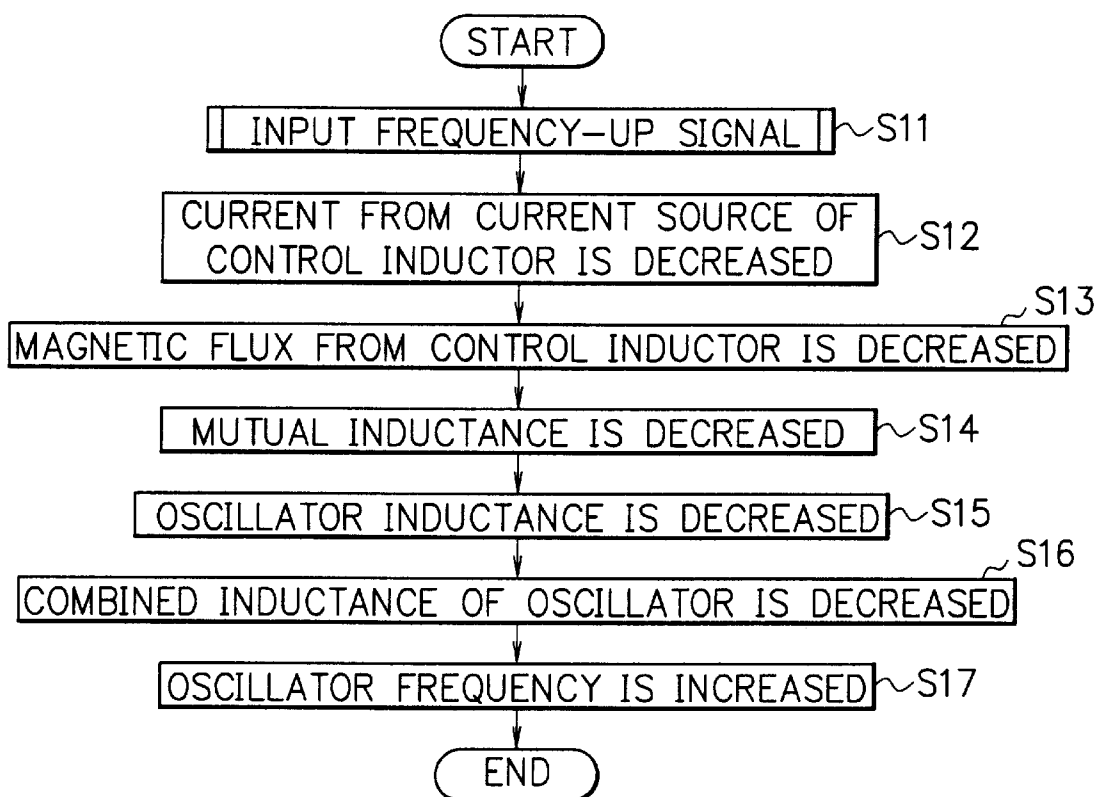 START
INPUT FREQUENCY-UP SIGNAL S11
CURRENT FROM CURRENT SOURCE OF
CONTROL INDUCTOR IS DECREASED
S12
S13
MAGNETIC FLUX FROM CONTROL INDUCTOR IS DECREASED
MUTUAL INDUCTANCE IS DECREASED S14
OSCILLATOR INDUCTANCE IS DECREASED S15
S16
COMBINED INDUCTANCE OF OSCILLATOR IS DECREASED
OSCILLATOR FREQUENCY IS INCREASED S17
END